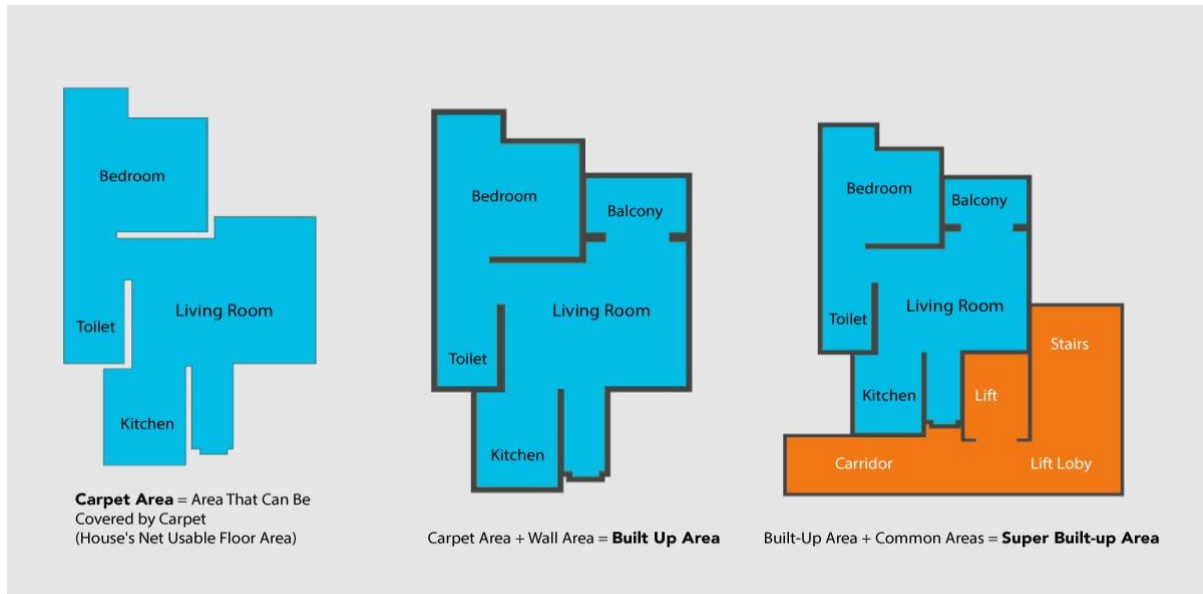 Bedroom
Living Room
Toilet
Kitchen
Carpet Area = Area That Can Be
Covered by Carpet
(House's Net Usable Floor Area)
Bedroom
Balcony
Living Room
Toilet
Kitchen
Carpet Area + Wall Area = Built Up Area
Bedroom
Balcony
Living Room
Toilet
Stairs
Kitchen
Lift
Carridor
Lift Loby
Built-Up Area + Common Areas = Super Built-up Area